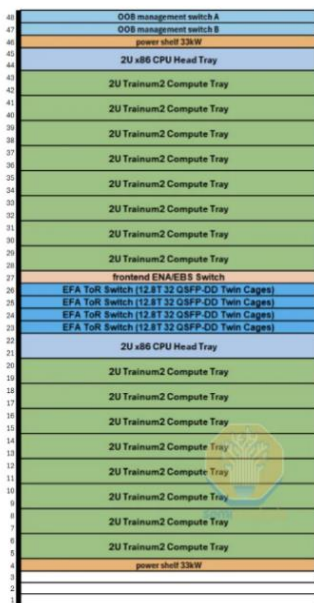 48 OOB management switch A
47 OOB management switch B
46 power shelf 33kW
45
2U x86 CPU Head Tray
44
43
2U Trainum2 Compute Tray
42
41
2U Trainum2 Compute Tray
40
39
2U Trainum2 Compute Tray
38
37
2U Trainum2 Compute Tray
36
35
2U Trainum2 Compute Tray
34
33
2U Trainum2 Compute Tray
32
31
2U Trainum2 Compute Tray
30
29
2U Trainum2 Compute Tray
28
27 frontend ENA/EBS Switch
26 EFA ToR Switch (12.8T 32 QSFP-DD Twin Cages)
25 EFA ToR Switch (12.8T 32 QSFP-DD Twin Cages)
24 EFA ToR Switch (12.8T 32 QSFP-DD Twin Cages)
23 EFA ToR Switch (12.8T 32 QSFP-DD Twin Cages)
22
2U x86 CPU Head Tray
21
20
2U Trainum2 Compute Tray
19
18
2U Trainum2 Compute Tray
17
16
2U Trainum2 Compute Tray
15
14
2U Trainum2 Compute Tray
13
12
2U Trainum2 Compute Tray
11
10
2U Trainum2 Compute Tray
9
8
2U Trainum2 Compute Tray
7
6
2U Trainum2 Compute Tray
5
4 power shelf 33kW
3
2
1